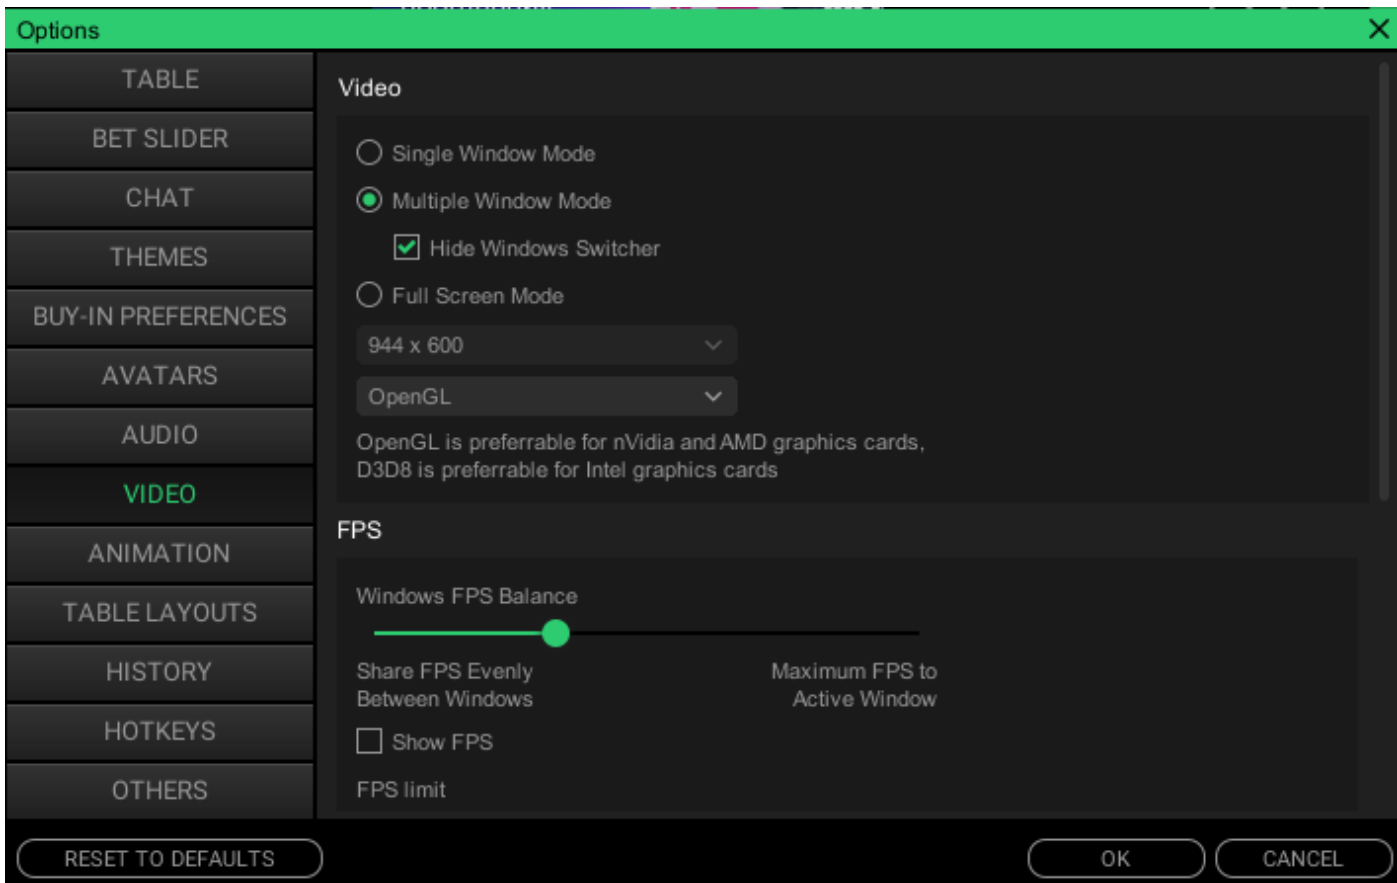 Options
TABLE
BET SLIDER
CHAT
THEMES
BUY-IN PREFERENCES
AVATARS
AUDIO
VIDEO
ANIMATION
TABLE LAYOUTS
HISTORY
HOTKEYS
OTHERS
Video
Single Window Mode
Multiple Window Mode
Hide Windows Switcher
Full Screen Mode
944 x 600
OpenGL
OpenGL is preferrable for nVidia and AMD graphics cards,
D3D8 is preferrable for Intel graphics cards
FPS
Windows FPS Balance
Share FPS Evenly
Between Windows
Maximum FPS to
Active Window
Show FPS
FPS limit
RESET TO DEFAULTS
OK
CANCEL